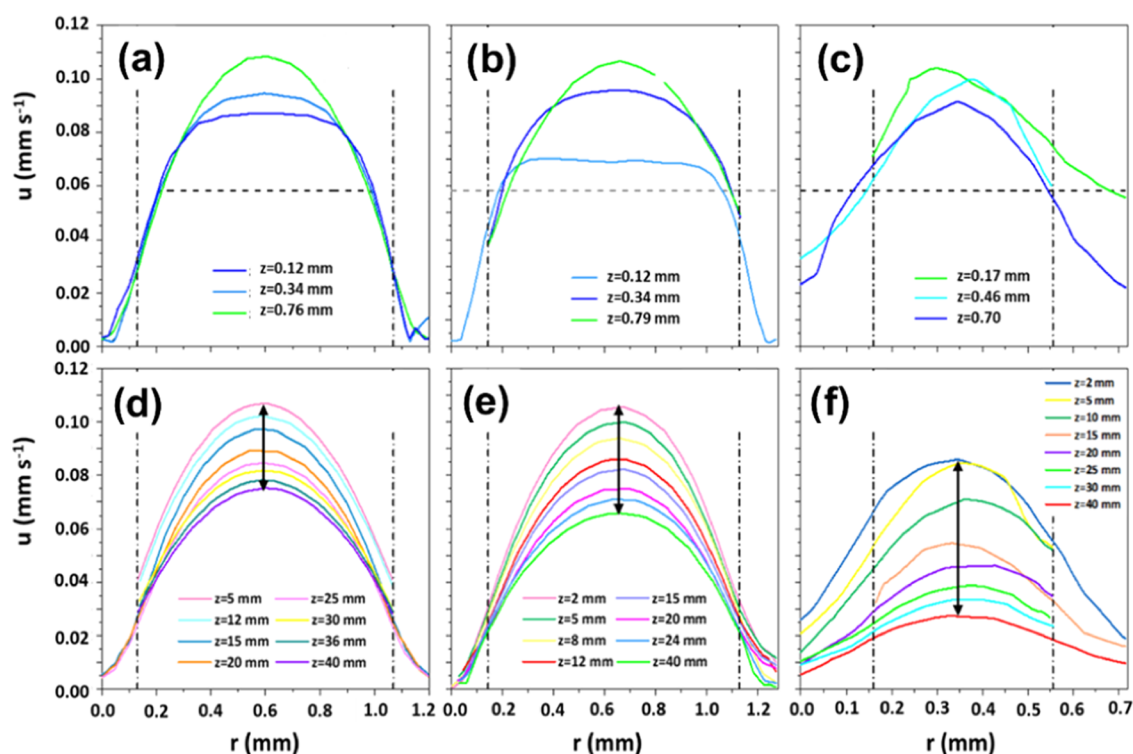 (a)
(b)
(c)
u (mm s⁻¹)
0.12
0.10
0.08
0.06
0.04
0.02
0.00
z=0.12 mm
z=0.34 mm
z=0.76 mm
z=0.12 mm
z=0.34 mm
z=0.79 mm
z=0.17 mm
z=0.46 mm
z=0.70
(d)
(e)
(f)
u (mm s⁻¹)
0.12
0.10
0.08
0.06
0.04
0.02
0.00
z=5 mm
z=12 mm
z=15 mm
z=20 mm
z=25 mm
z=30 mm
z=36 mm
z=40 mm
z=2 mm
z=5 mm
z=8 mm
z=12 mm
z=15 mm
z=20 mm
z=24 mm
z=40 mm
z=2 mm
z=5 mm
z=10 mm
z=15 mm
z=20 mm
z=25 mm
z=30 mm
z=40 mm
0.0 0.2 0.4 0.6 0.8 1.0 1.2
0.2 0.4 0.6 0.8 1.0 1.2
0.0 0.1 0.2 0.3 0.4 0.5 0.6 0.7
r (mm)
r (mm)
r (mm)